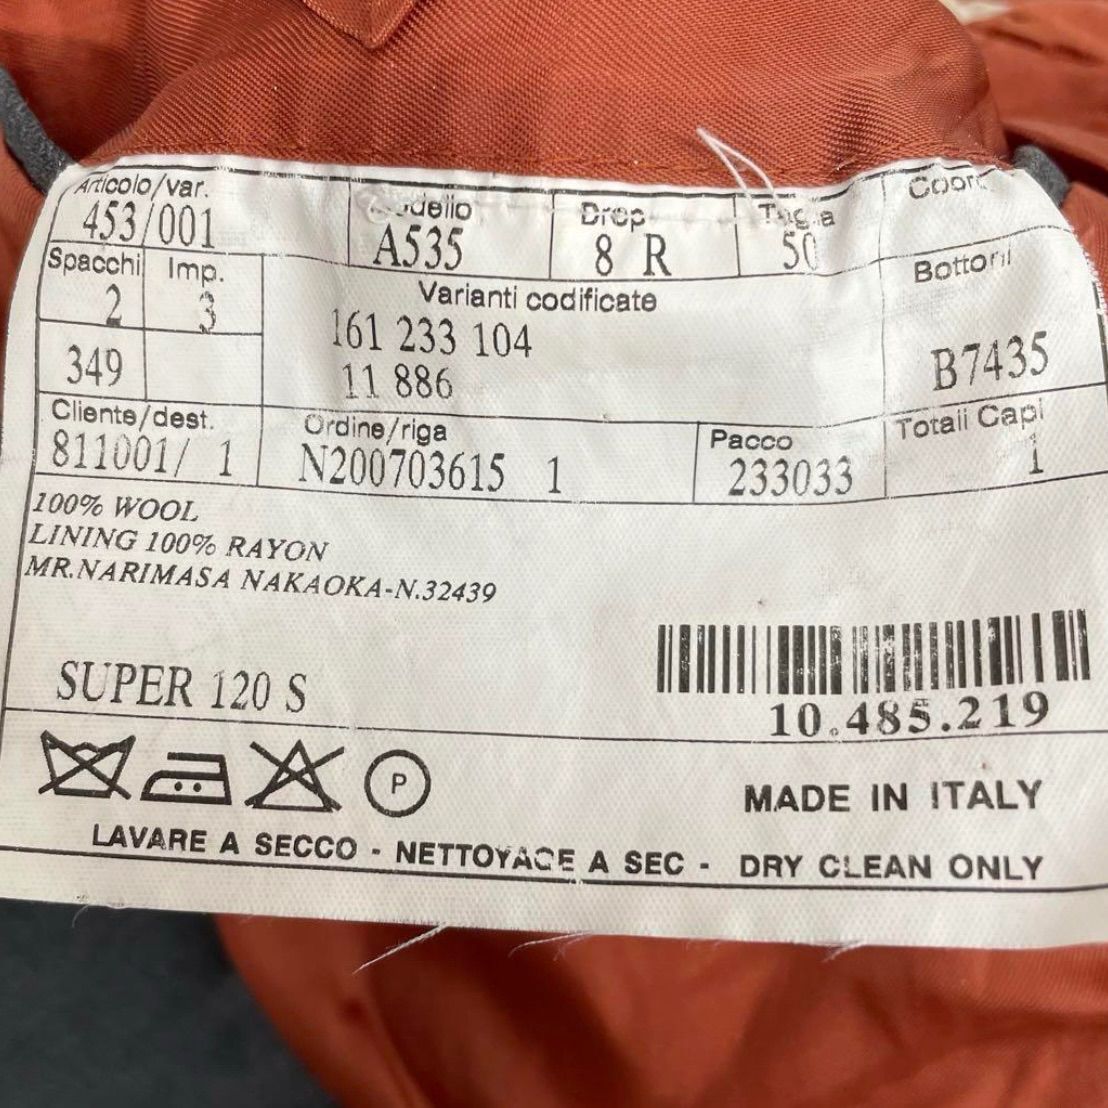 Articolo/var.
453/001
Drop
8 R
A535
50
Spacchi
2
Imp.
3
349
Varianti codificate
161 233 104
11 886
Bottoni
B7435
Cliente/dest.
811001/ 1
Ordine/riga
N200703615 1
Pacco
233033
Totali Capi
1
100% WOOL
LINING 100% RAYON
MR.NARIMASA NAKAOKA-N.32439
SUPER 120 S
10.485.219
P
MADE IN ITALY
LAVARE A SECCO - NETTOYAGE A SEC - DRY CLEAN ONLY